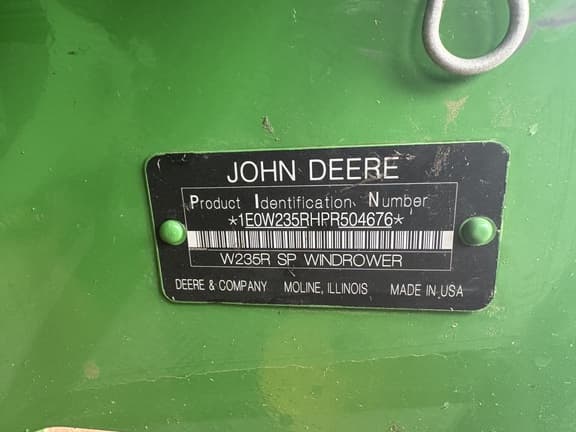 JOHN DEERE
Product Identification Number
*1E0W235RHPR504676*
W235R SP WINDROWER
DEERE & COMPANY MOLINE, ILLINOIS MADE IN USA